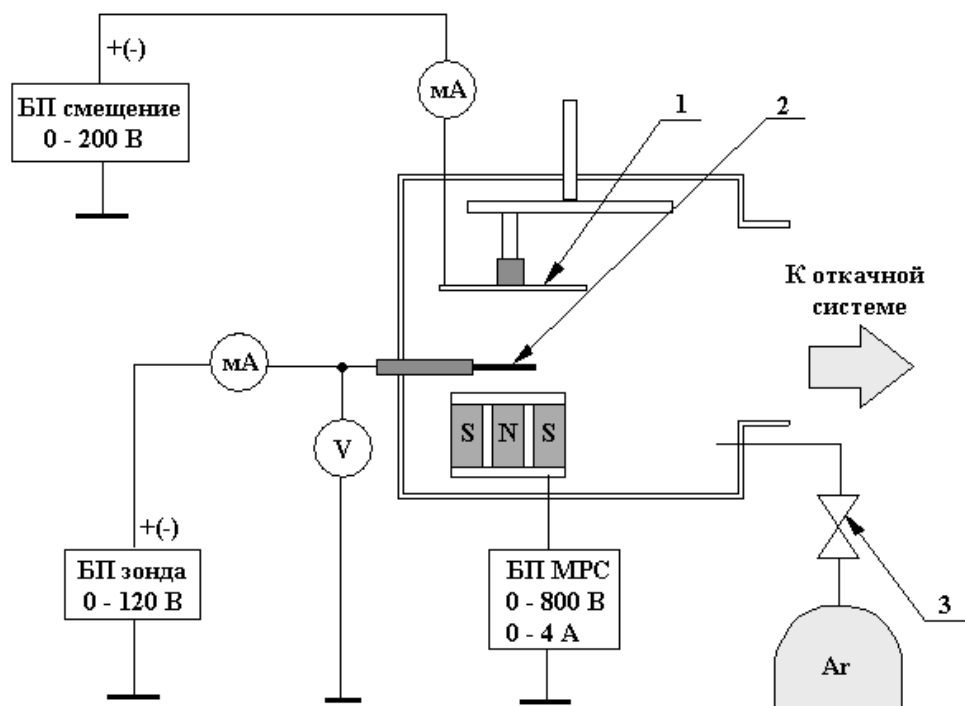 +(-)
БП смещение
0 - 200 В
мА
1
2
К откачной
системе
мА
V
S N S
+(-)
БП зонда
0 - 120 В
БП МРС
0 - 800 В
0 - 4 А
3
Ar